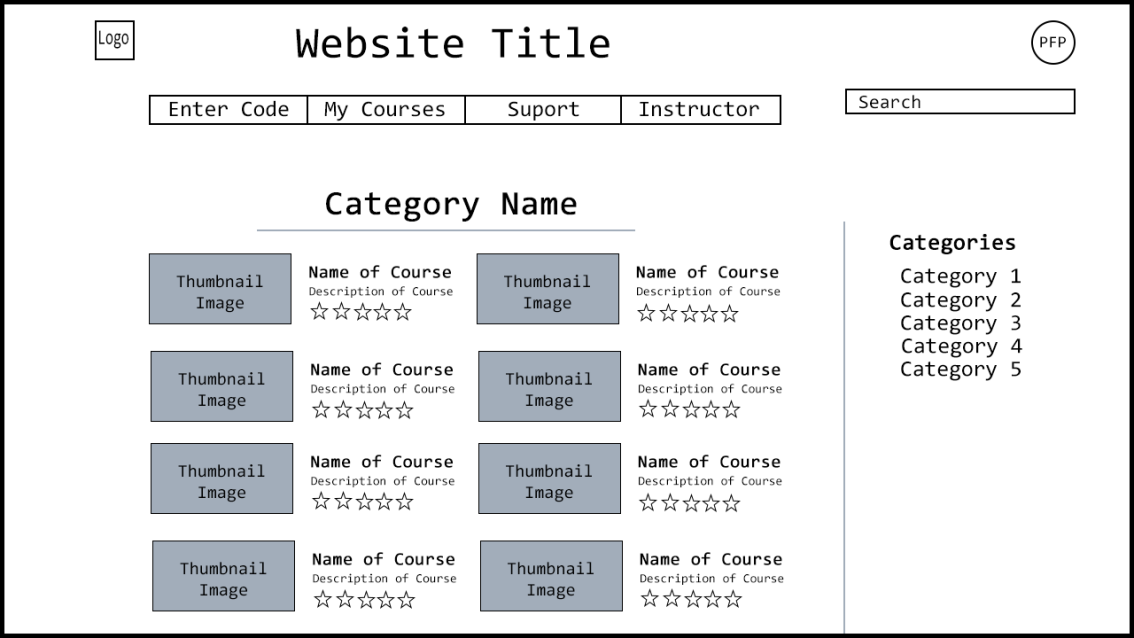 Logo
Website Title
PFP
Enter Code
My Courses
Suport
Instructor
Search
Category Name
Thumbnail
Image
Name of Course
Description of Course
Thumbnail
Image
Name of Course
Description of Course
Thumbnail
Image
Name of Course
Description of Course
Thumbnail
Image
Name of Course
Description of Course
Thumbnail
Image
Name of Course
Description of Course
Thumbnail
Image
Name of Course
Description of Course
Thumbnail
Image
Name of Course
Description of Course
Thumbnail
Image
Name of Course
Description of Course
Categories
Category 1
Category 2
Category 3
Category 4
Category 5